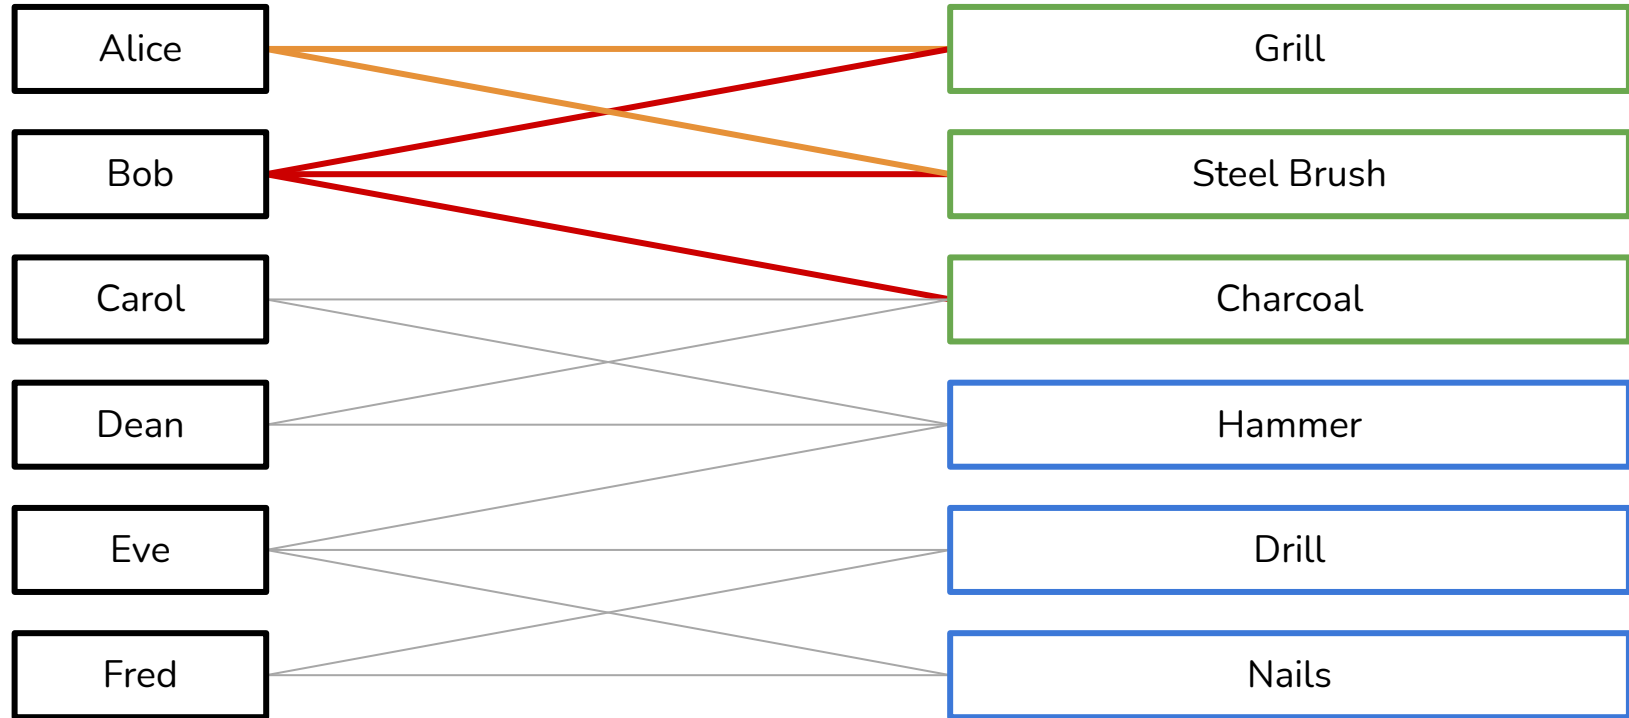 Alice
Grill
Bob
Steel Brush
Carol
Charcoal
Dean
Hammer
Eve
Drill
Fred
Nails